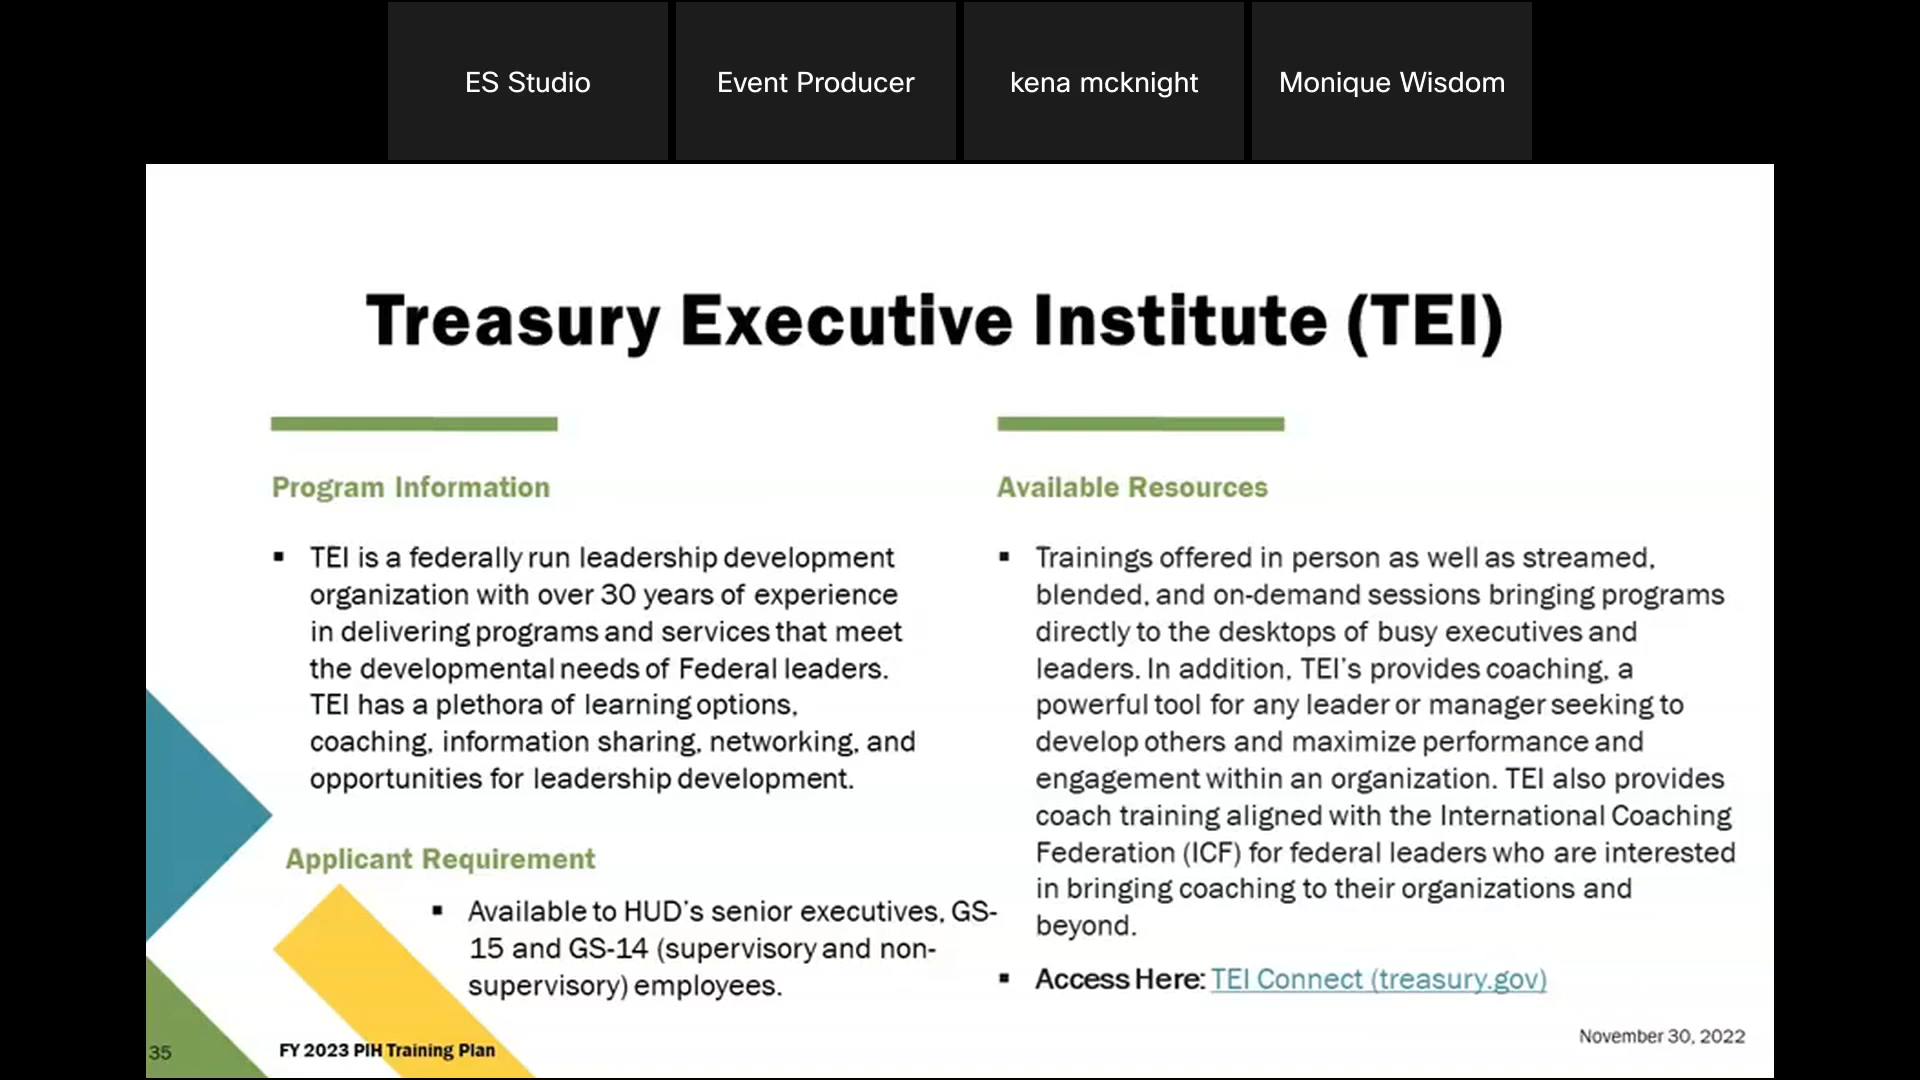 ES Studio
Event Producer
kena mcknight
Monique Wisdom
Treasury Executive Institute (TEI)
Program Information
▪ TEI is a federally run leadership development
organization with over 30 years of experience
in delivering programs and services that meet
the developmental needs of Federal leaders.
TEI has a plethora of learning options,
coaching, information sharing, networking, and
opportunities for leadership development.
Applicant Requirement
▪ Available to HUD’s senior executives, GS-
15 and GS-14 (supervisory and non-
supervisory) employees.
Available Resources
▪ Trainings offered in person as well as streamed,
blended, and on-demand sessions bringing programs
directly to the desktops of busy executives and
leaders. In addition, TEI’s provides coaching, a
powerful tool for any leader or manager seeking to
develop others and maximize performance and
engagement within an organization. TEI also provides
coach training aligned with the International Coaching
Federation (ICF) for federal leaders who are interested
in bringing coaching to their organizations and
beyond.
▪ Access Here: TEI Connect (treasury.gov)
35
FY 2023 PIH Training Plan
November 30, 2022